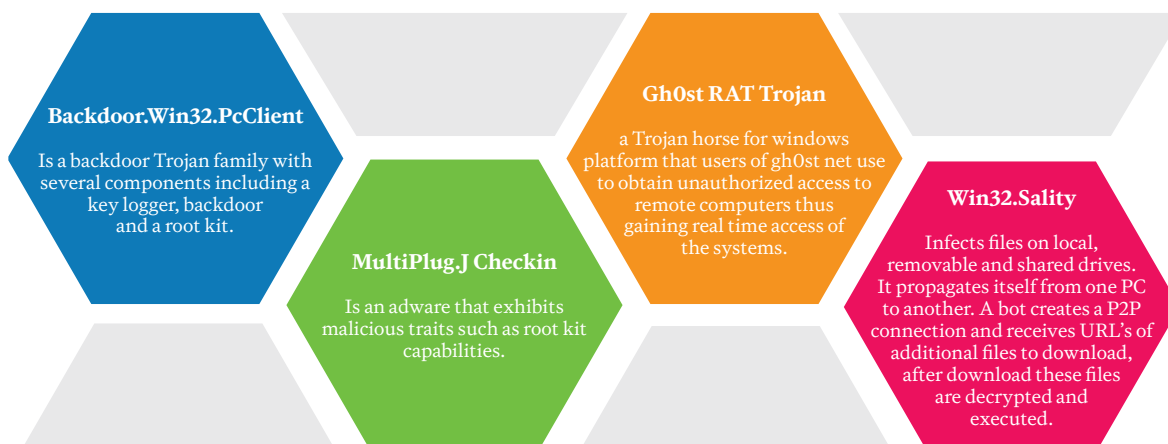 Backdoor.Win32.PcClient
Is a backdoor Trojan family with
several components including a
key logger, backdoor
and a root kit.
MultiPlug.J Checkin
Is an adware that exhibits
malicious traits such as root kit
capabilities.
Gh0st RAT Trojan
a Trojan horse for windows
platform that users of gh0st net use
to obtain unauthorized access to
remote computers thus
gaining real time access of
the systems.
Win32.Sality
Infects files on local,
removable and shared drives.
It propagates itself from one PC
to another. A bot creates a P2P
connection and receives URL's of
additional files to download,
after download these files
are decrypted and
executed.